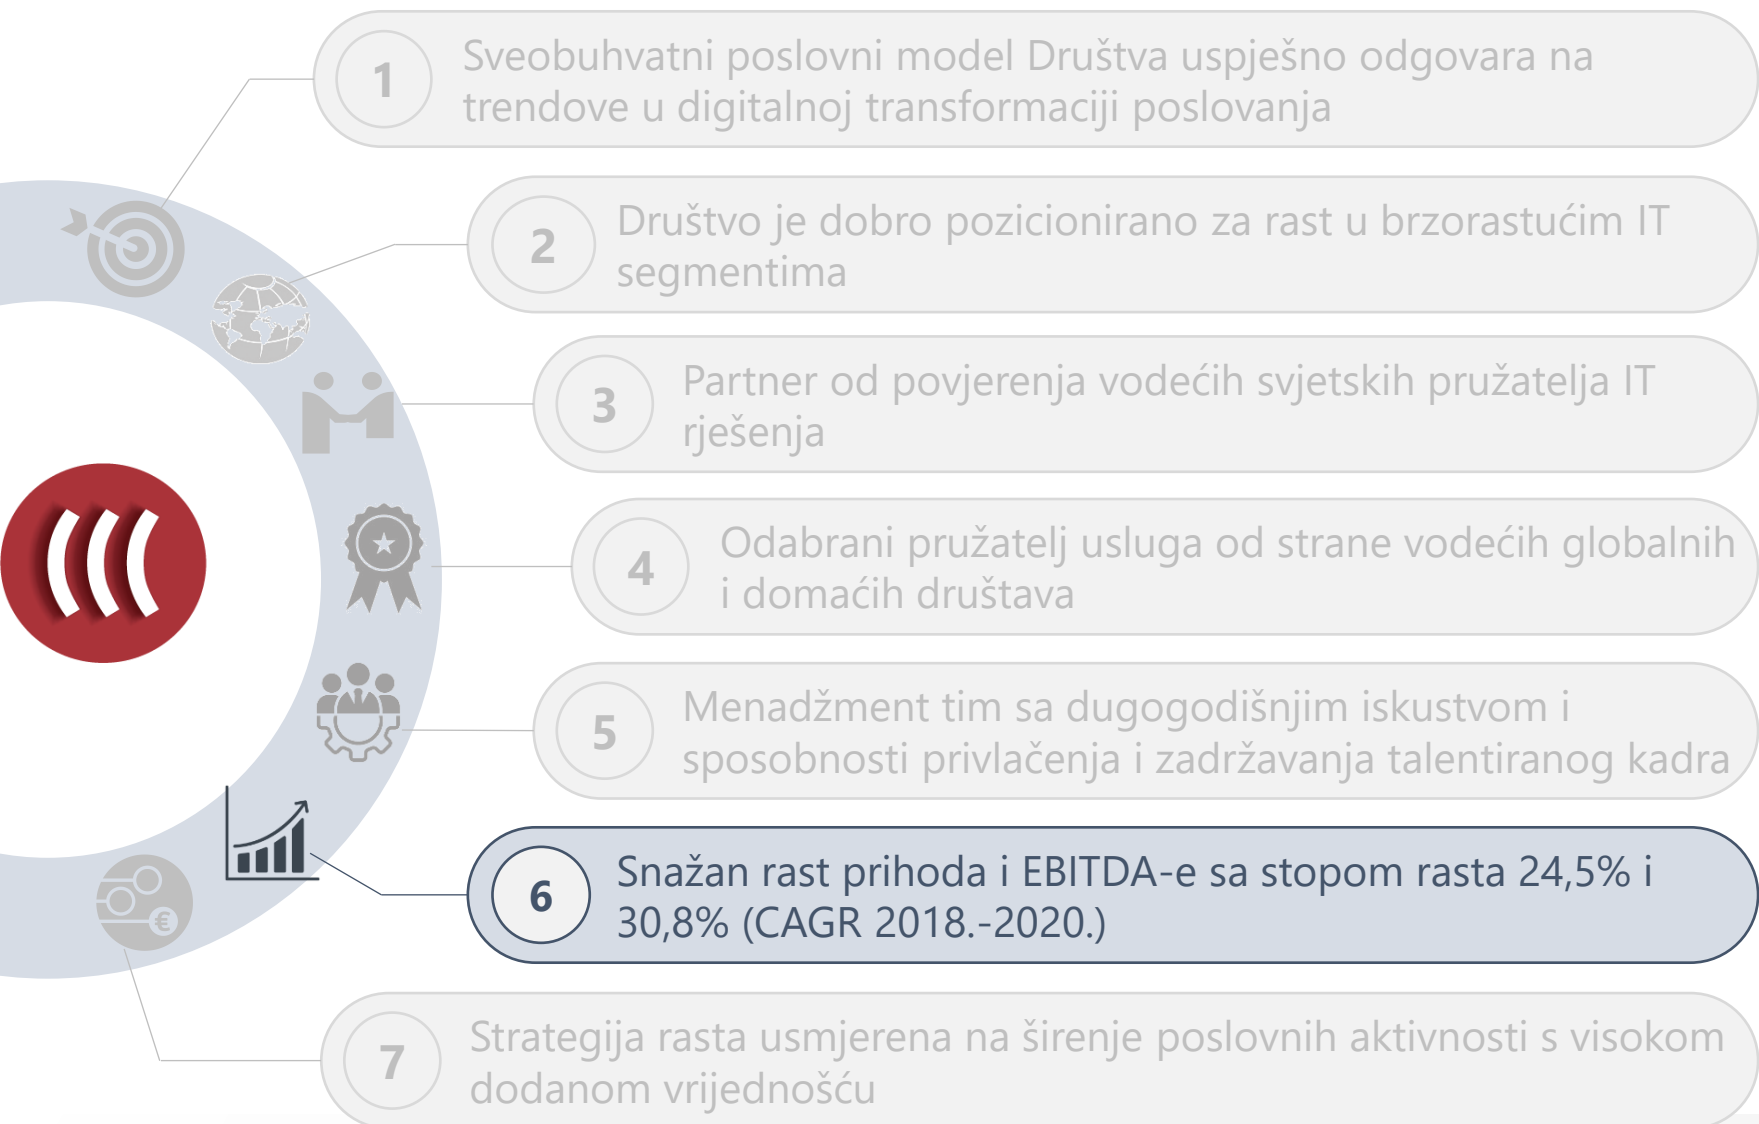 1
Sveobuhvatni poslovni model Društva uspješno odgovara na
trendove u digitalnoj transformaciji poslovanja
2
Društvo je dobro pozicionirano za rast u brzorastućim IT
segmentima
3
Partner od povjerenja vodećih svjetskih pružatelja IT
rješenja
4
Odabrani pružatelj usluga od strane vodećih globalnih
i domaćih društava
5
Menadžment tim sa dugogodišnjim iskustvom i
sposobnosti privlačenja i zadržavanja talentiranog kadra
6
Snažan rast prihoda i EBITDA-e sa stopom rasta 24,5% i
30,8% (CAGR 2018.-2020.)
€
7
Strategija rasta usmjerena na širenje poslovnih aktivnosti s visokom
dodanom vrijednošću